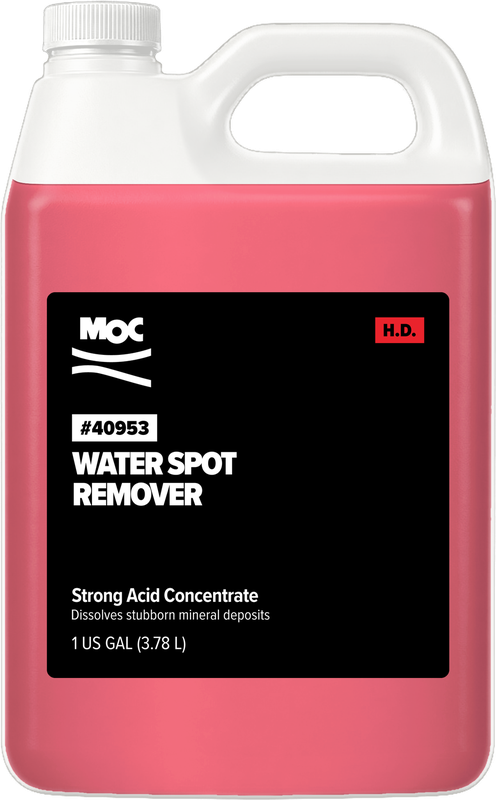 MOC
H.D.
#40953
WATER SPOT
REMOVER
Strong Acid Concentrate
Dissolves stubborn mineral deposits
1 US GAL (3.78 L)